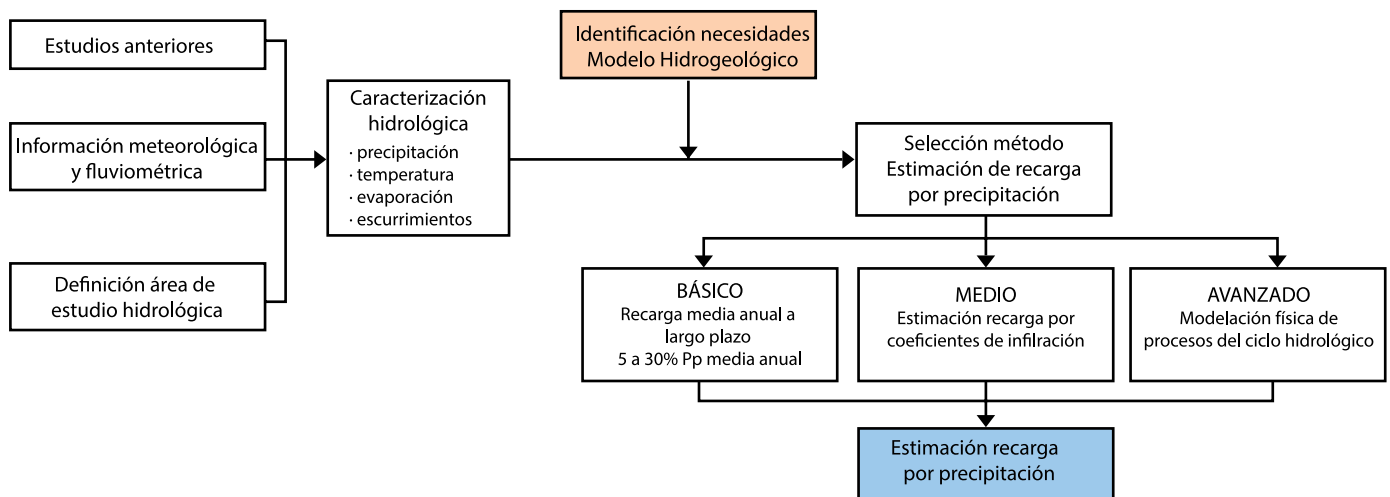 Estudios anteriores
Información meteorológica
y fluviométrica
Definición área de
estudio hidrológica
Caracterización
hidrológica
· precipitación
· temperatura
· evaporación
· escurrimientos
Identificación necesidades
Modelo Hidrogeológico
Selección método
Estimación de recarga
por precipitación
BÁSICO
Recarga media anual a
largo plazo
5 a 30% Pp media anual
MEDIO
Estimación recarga por
coeficientes de infilración
AVANZADO
Modelación física de
procesos del ciclo hidrológico
Estimación recarga
por precipitación